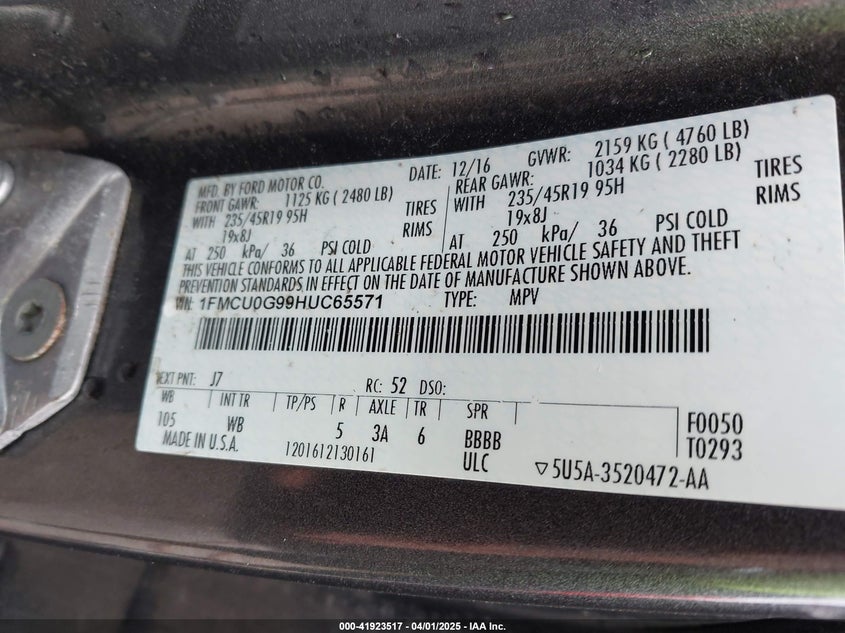 MFD. BY FORD MOTOR CO. DATE: 12/16 GVWR: 2159 KG ( 4760 LB)
FRONT GAWR: 1125 KG ( 2480 LB) REAR GAWR: 1034 KG ( 2280 LB)
WITH 235/45R19 95H TIRES WITH 235/45R19 95H TIRES
19x8J RIMS 19x8J RIMS
AT 250 kPa/ 36 PSI COLD AT 250 kPa/ 36 PSI COLD
THIS VEHICLE CONFORMS TO ALL APPLICABLE FEDERAL MOTOR VEHICLE SAFETY AND THEFT
PREVENTION STANDARDS IN EFFECT ON THE DATE OF MANUFACTURE SHOWN ABOVE.
VIN: 1FMCU0G99HUC65571 TYPE: MPV
EXT PNT: J7 RC: 52 DSO:
WB INT TR TP/PS R AXLE TR SPR
105 WB 5 3A 6 BBBB F0050
MADE IN U.S.A. 1201612130161 ULC T0293
▽5U5A-3520472-AA
000-41923517 - 04/01/2025 - IAA Inc.